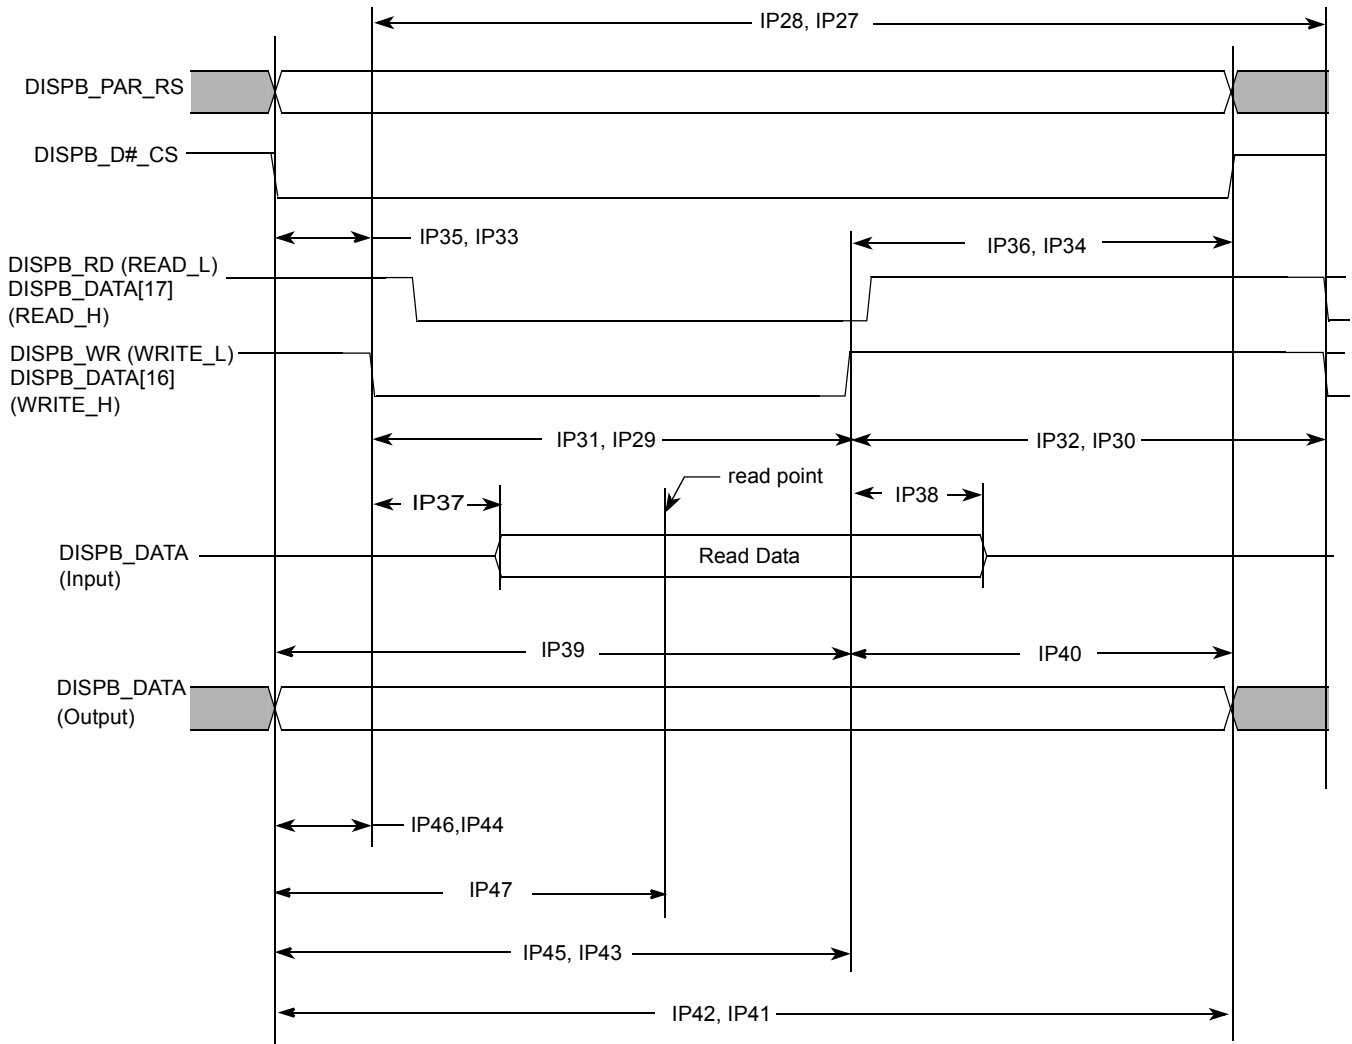 IP28, IP27
DISPB_PAR_RS
DISPB_D#_CS
IP35, IP33
IP36, IP34
DISPB_RD (READ_L)
DISPB_DATA[17]
(READ_H)
DISPB_WR (WRITE_L)
DISPB_DATA[16]
(WRITE_H)
IP31, IP29
IP32, IP30
read point
IP37
IP38
DISPB_DATA
(Input)
Read Data
IP39
IP40
DISPB_DATA
(Output)
IP46,IP44
IP47
IP45, IP43
IP42, IP41